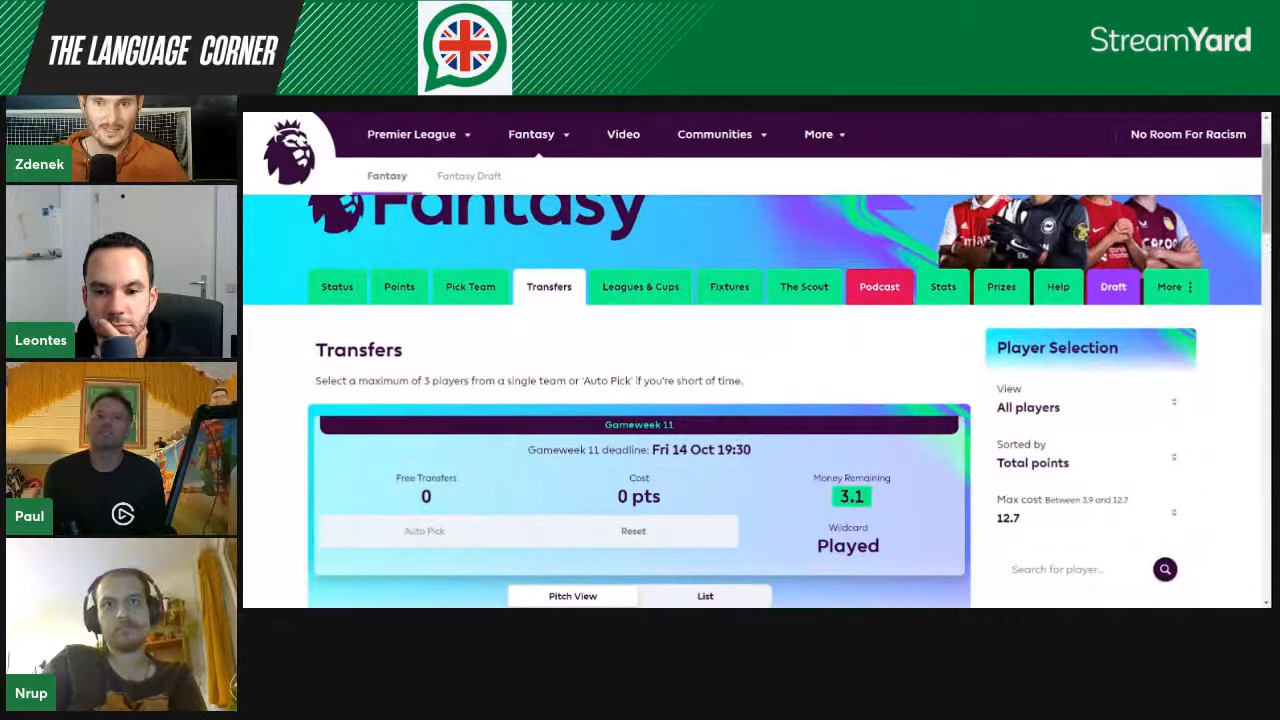 THE LANGUAGE CORNER
StreamYard
Zdenek
Leontes
Paul
Nrup
Premier League
Fantasy
Video
Communities
More
No Room For Racism
Fantasy
Fantasy Draft
Fantasy
Status
Points
Pick Team
Transfers
Leagues & Cups
Fixtures
The Scout
Podcast
Stats
Prizes
Help
Draft
More
Transfers
Select a maximum of 3 players from a single team or 'Auto Pick' if you're short of time.
Gameweek 11
Gameweek 11 deadline: Fri 14 Oct 19:30
Free Transfers
0
Cost
0 pts
Money Remaining
3.1
Auto Pick
Reset
Wildcard
Played
Pitch View
List
Player Selection
View
All players
Sorted by
Total points
Max cost Between 3.9 and 12.7
12.7
Search for player...